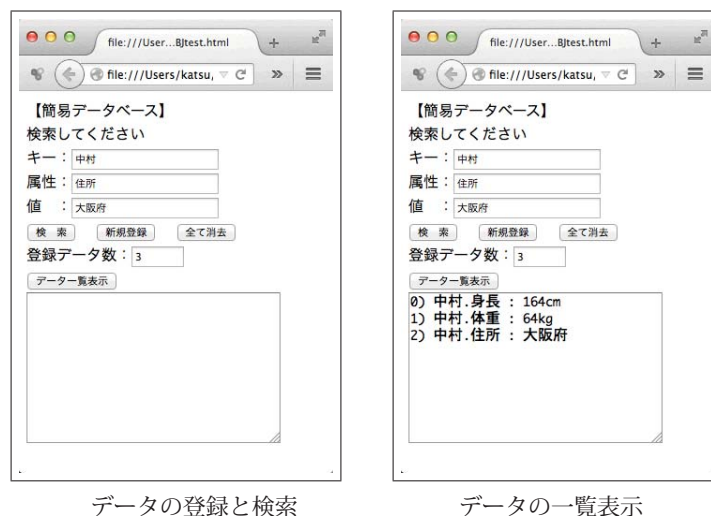 file:///User...BJtest.html
file:///Users/katsu,
【簡易データベース】
検索してください
キー：中村
属性：住所
値　：大阪府
検　索　新規登録　全て消去
登録データ数：3
データ一覧表示
データの登録と検索
file:///User...BJtest.html
file:///Users/katsu,
【簡易データベース】
検索してください
キー：中村
属性：住所
値　：大阪府
検　索　新規登録　全て消去
登録データ数：3
データ一覧表示
0) 中村.身長 : 164cm
1) 中村.体重 : 64kg
2) 中村.住所 : 大阪府
データの一覧表示